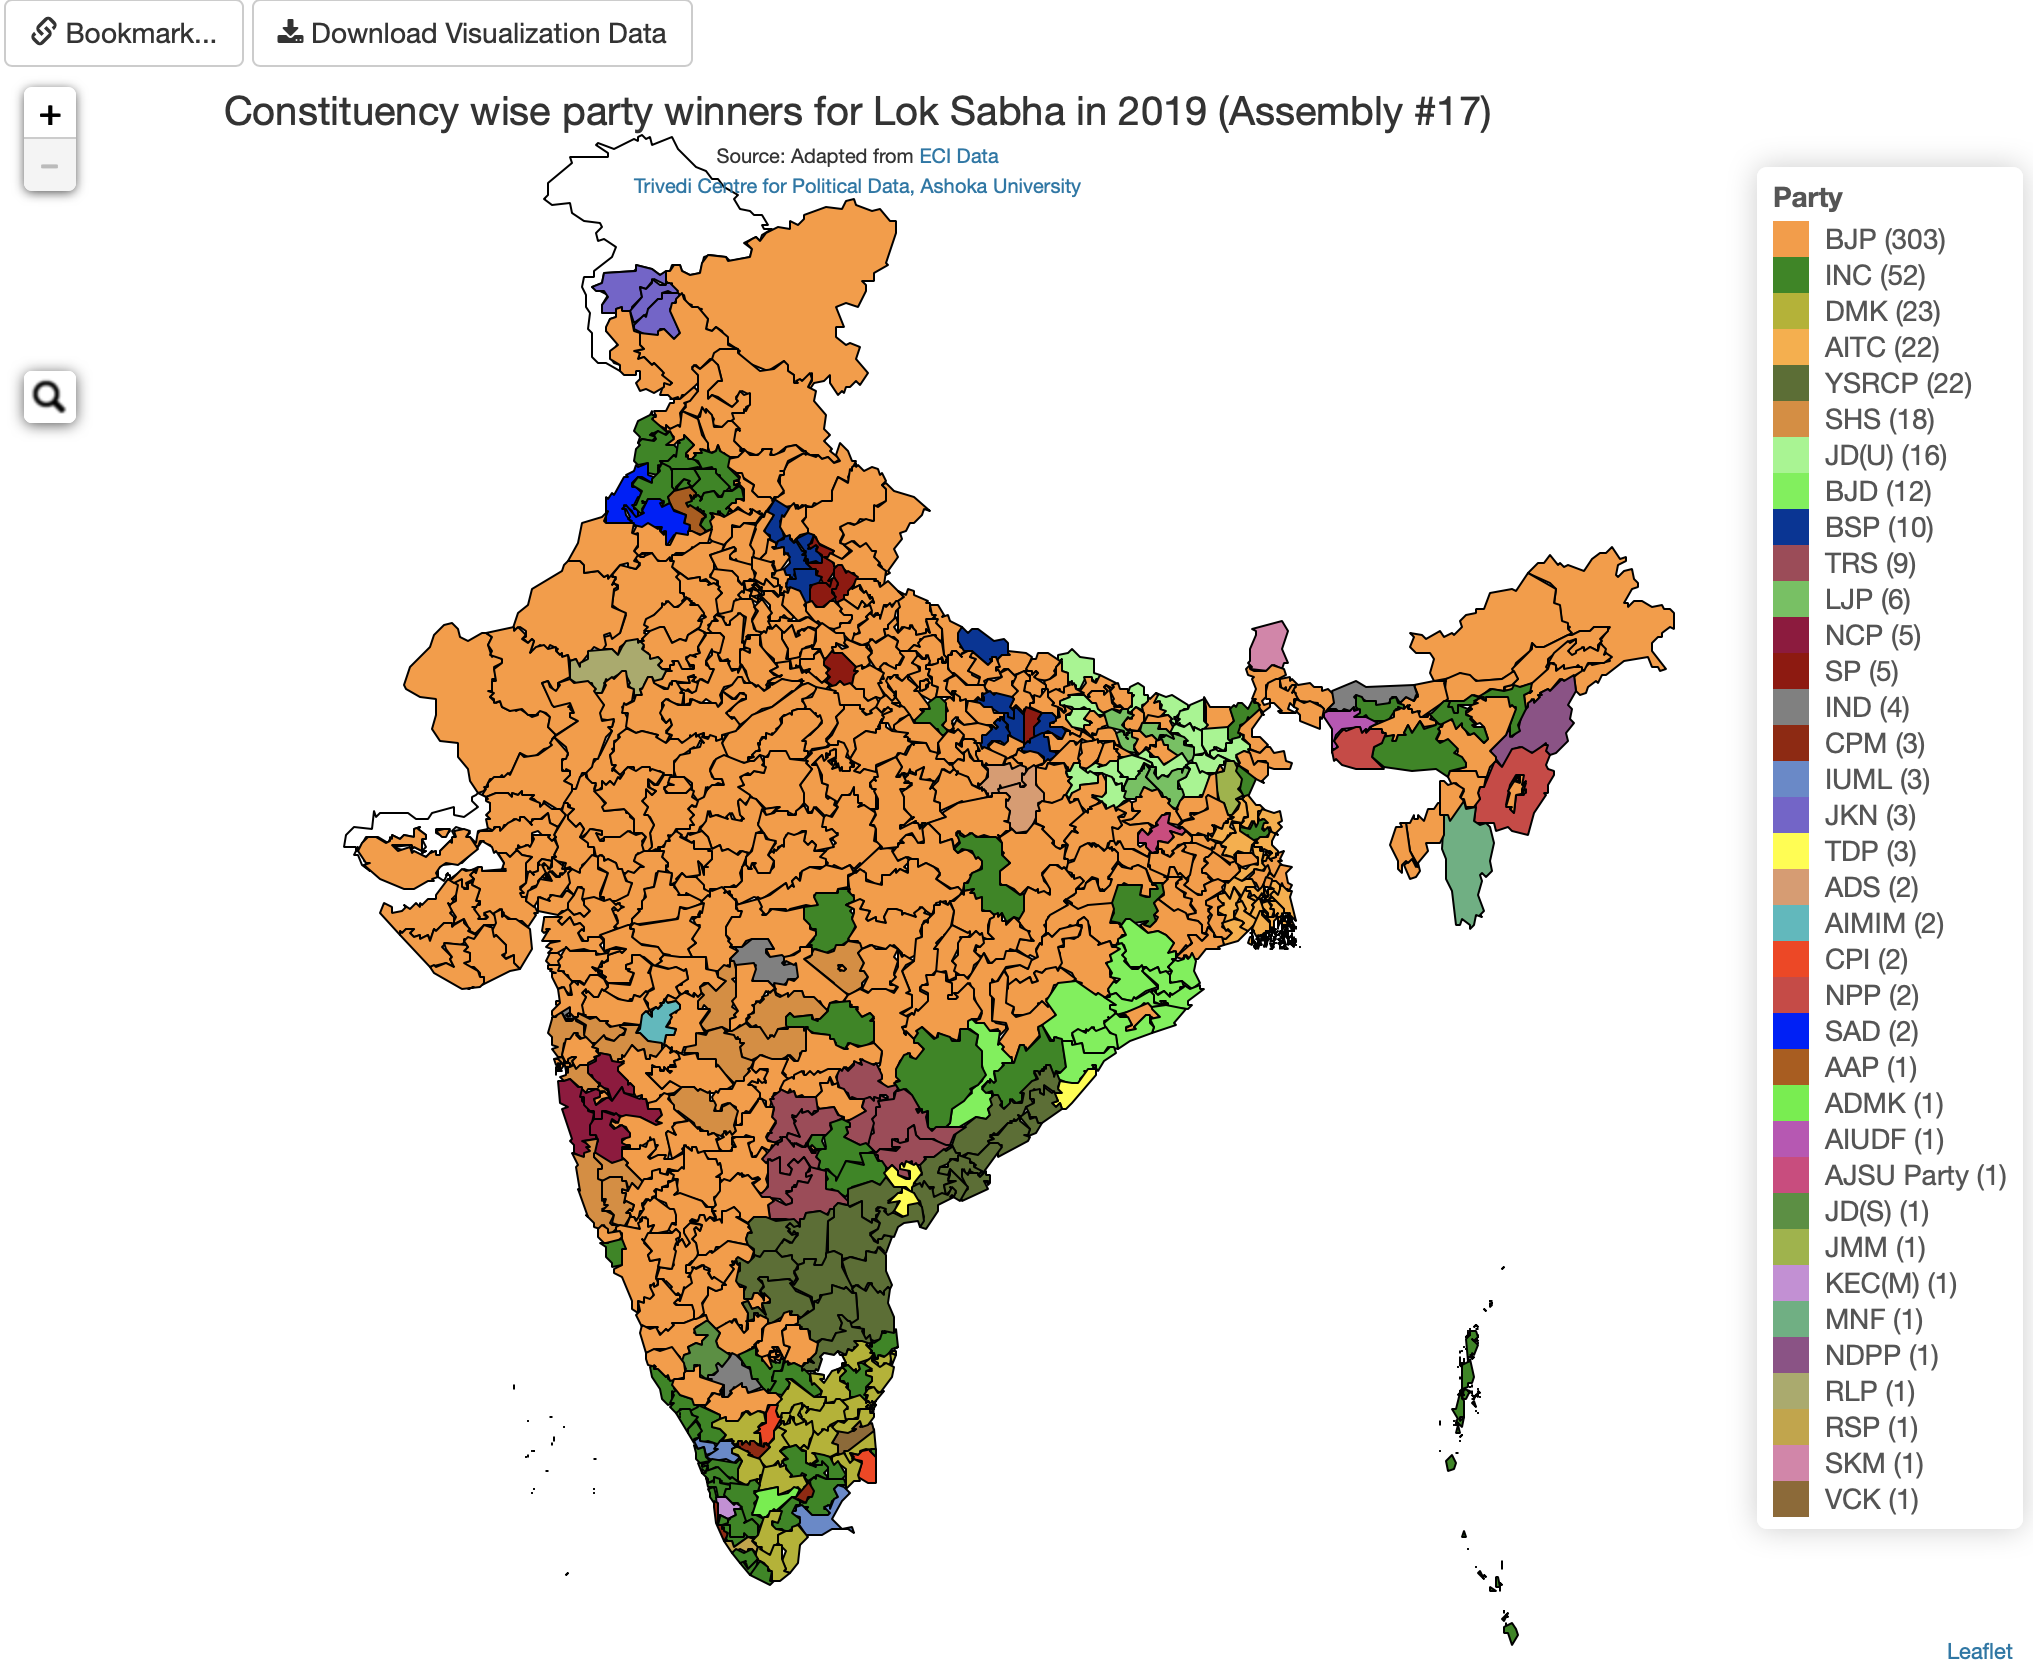 Bookmark...
Download Visualization Data
+
−
Constituency wise party winners for Lok Sabha in 2019 (Assembly #17)
Source: Adapted from ECI Data
Trivedi Centre for Political Data, Ashoka University
Party
BJP (303)
INC (52)
DMK (23)
AITC (22)
YSRCP (22)
SHS (18)
JD(U) (16)
BJD (12)
BSP (10)
TRS (9)
LJP (6)
NCP (5)
SP (5)
IND (4)
CPM (3)
IUML (3)
JKN (3)
TDP (3)
ADS (2)
AIMIM (2)
CPI (2)
NPP (2)
SAD (2)
AAP (1)
ADMK (1)
AIUDF (1)
AJSU Party (1)
JD(S) (1)
JMM (1)
KEC(M) (1)
MNF (1)
NDPP (1)
RLP (1)
RSP (1)
SKM (1)
VCK (1)
Leaflet